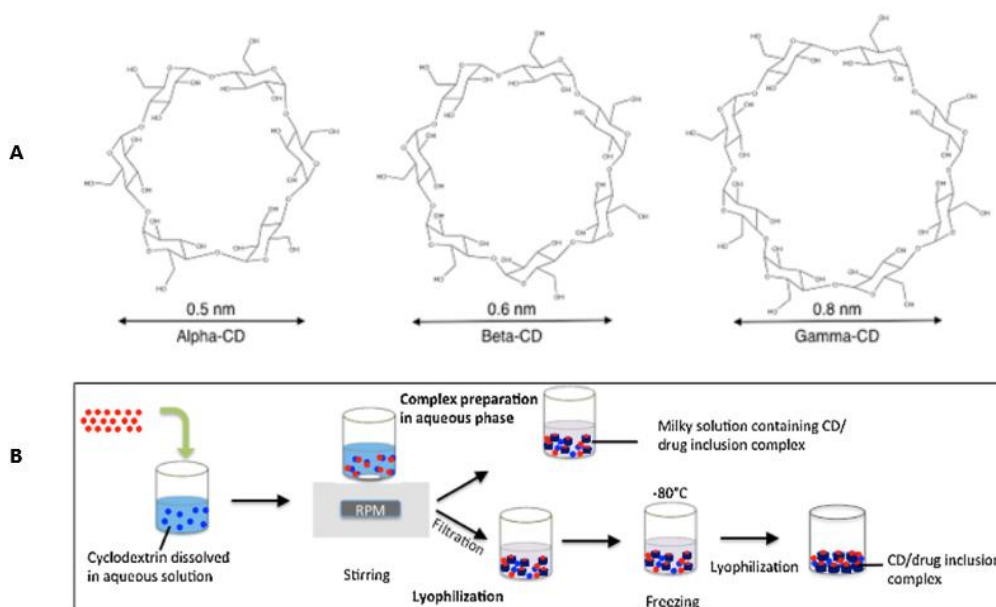 A
0.5 nm
Alpha-CD
0.6 nm
Beta-CD
0.8 nm
Gamma-CD
B
Cyclodextrin dissolved
in aqueous solution
RPM
Stirring
Complex preparation
in aqueous phase
Milky solution containing CD/
drug inclusion complex
Filtration
Lyophilization
-80°C
Freezing
Lyophilization
CD/drug inclusion
complex